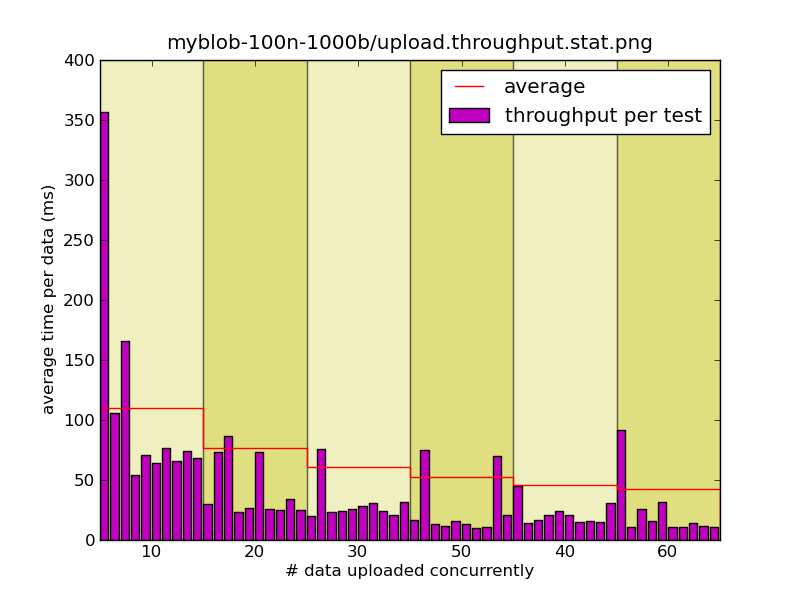 myblob-100n-1000b/upload.throughput.stat.png
average
throughput per test
average time per data (ms)
400
350
300
250
200
150
100
50
0
10 20 30 50 40 60
# data uploaded concurrently